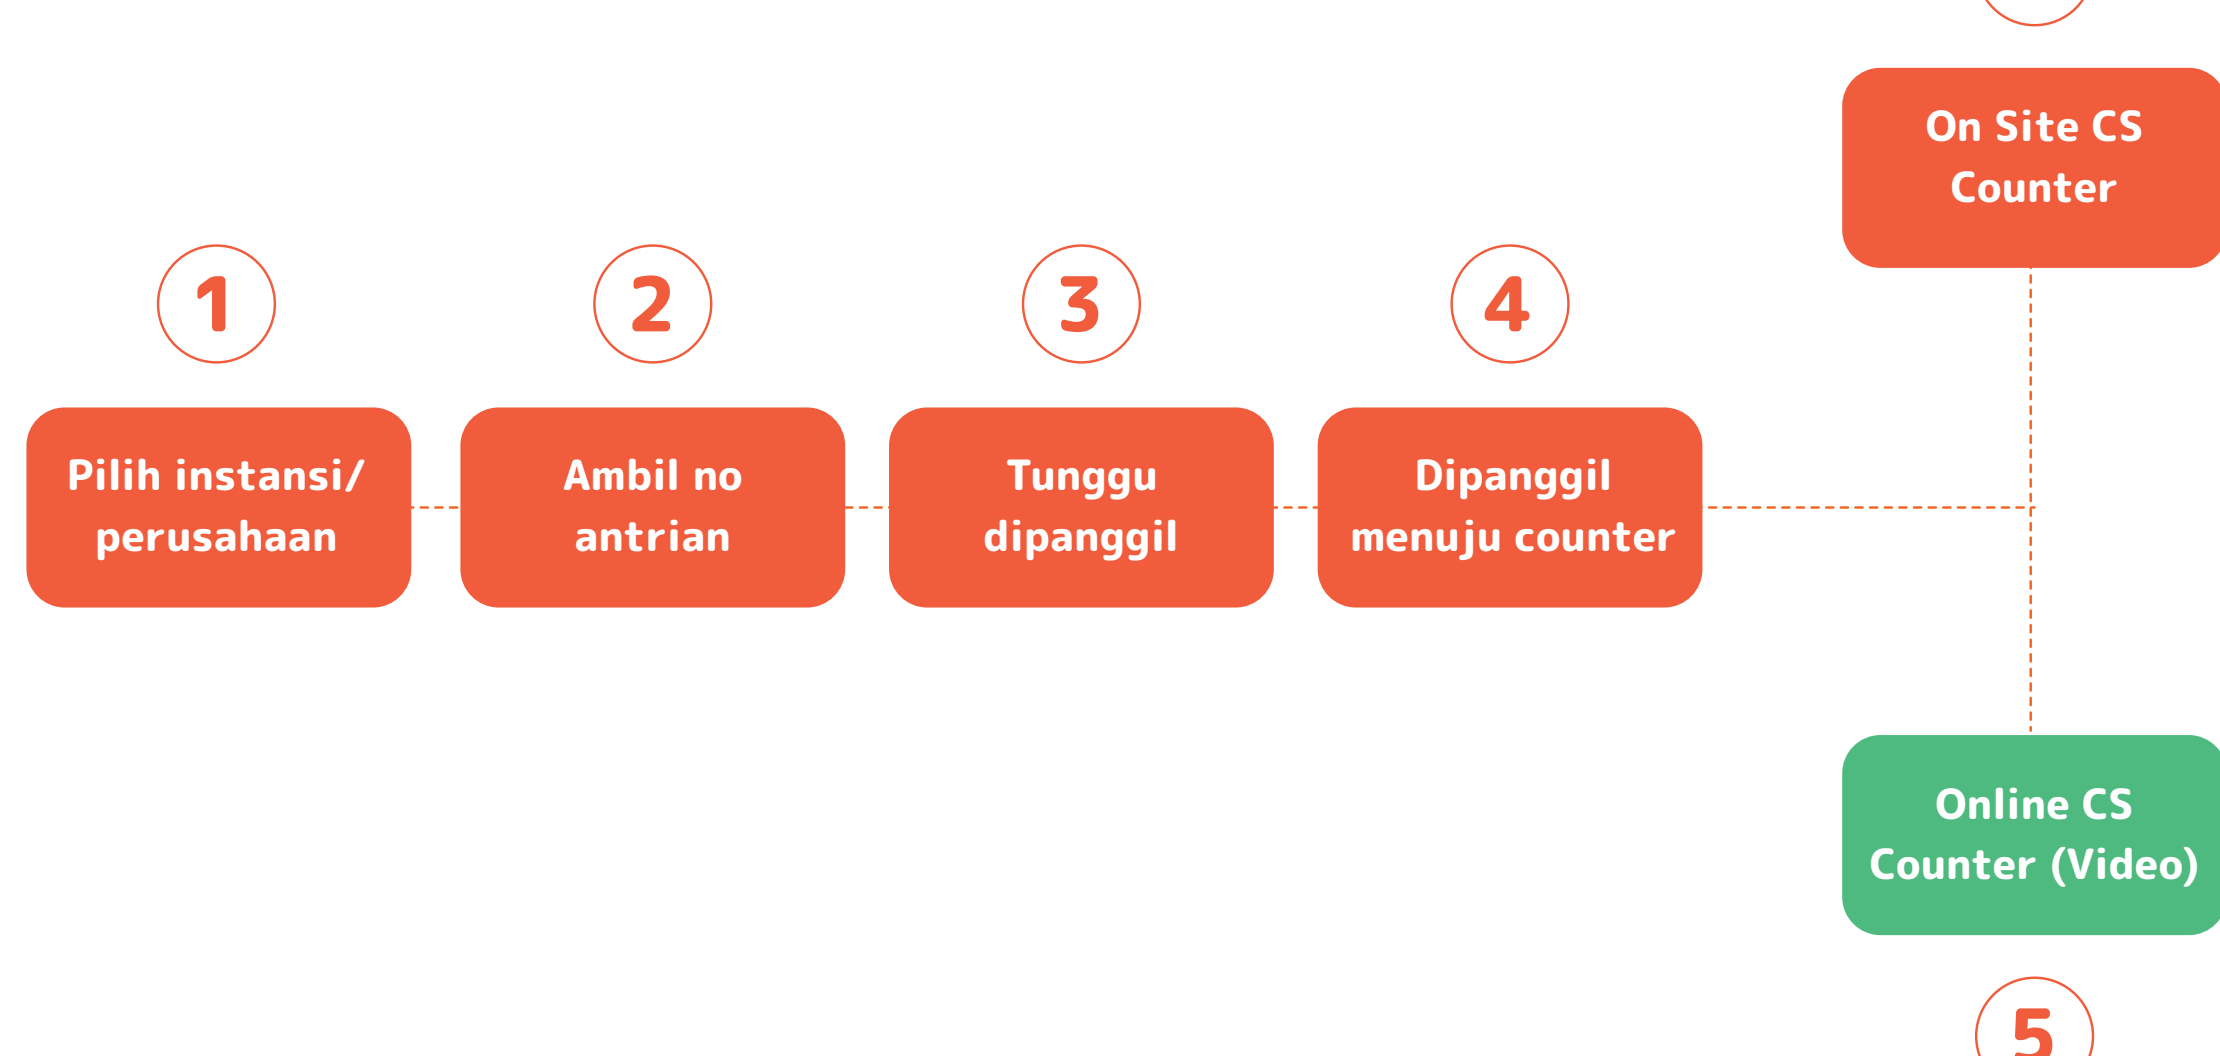 On Site CS
Counter
1
2
3
4
Pilih instansi/
perusahaan
Ambil no
antrian
Tunggu
dipanggil
Dipanggil
menuju counter
Online CS
Counter (Video)
5